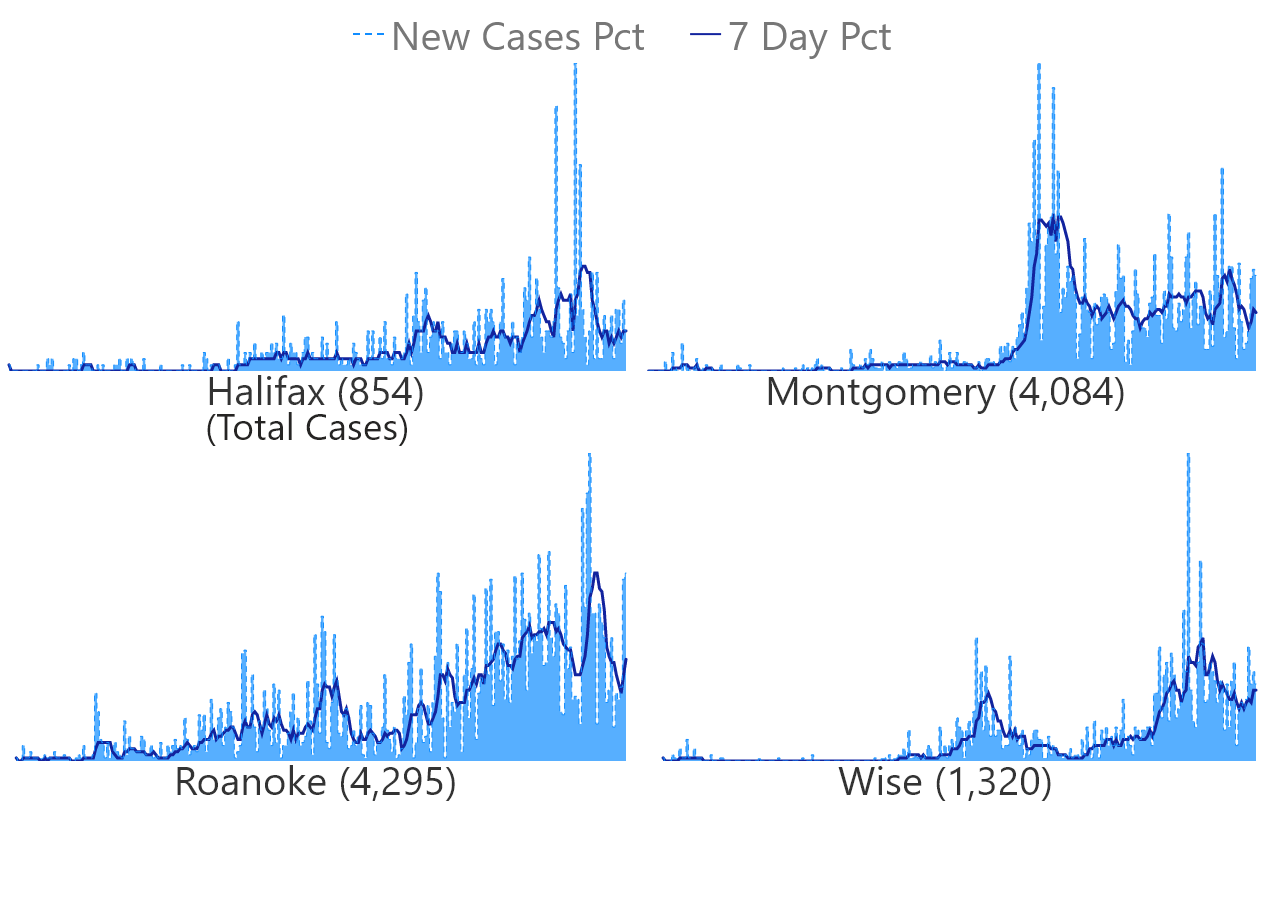 New Cases Pct 7 Day Pct
Halifax (854) Montgomery (4,084)
(Total Cases)
Roanoke (4,295) Wise (1,320)